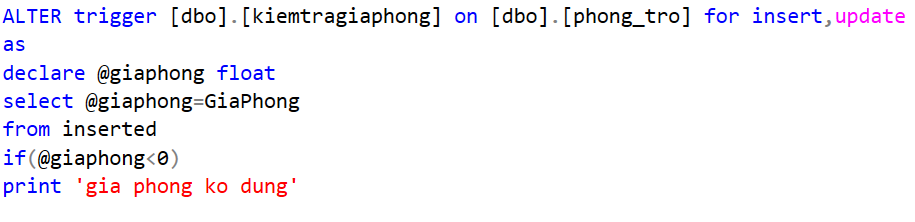 ALTER trigger [dbo].[kiemtragiaphong] on [dbo].[phong_tro] for insert,update
as
declare @giaphong float
select @giaphong=GiaPhong
from inserted
if(@giaphong<0)
print 'gia phong ko dung'